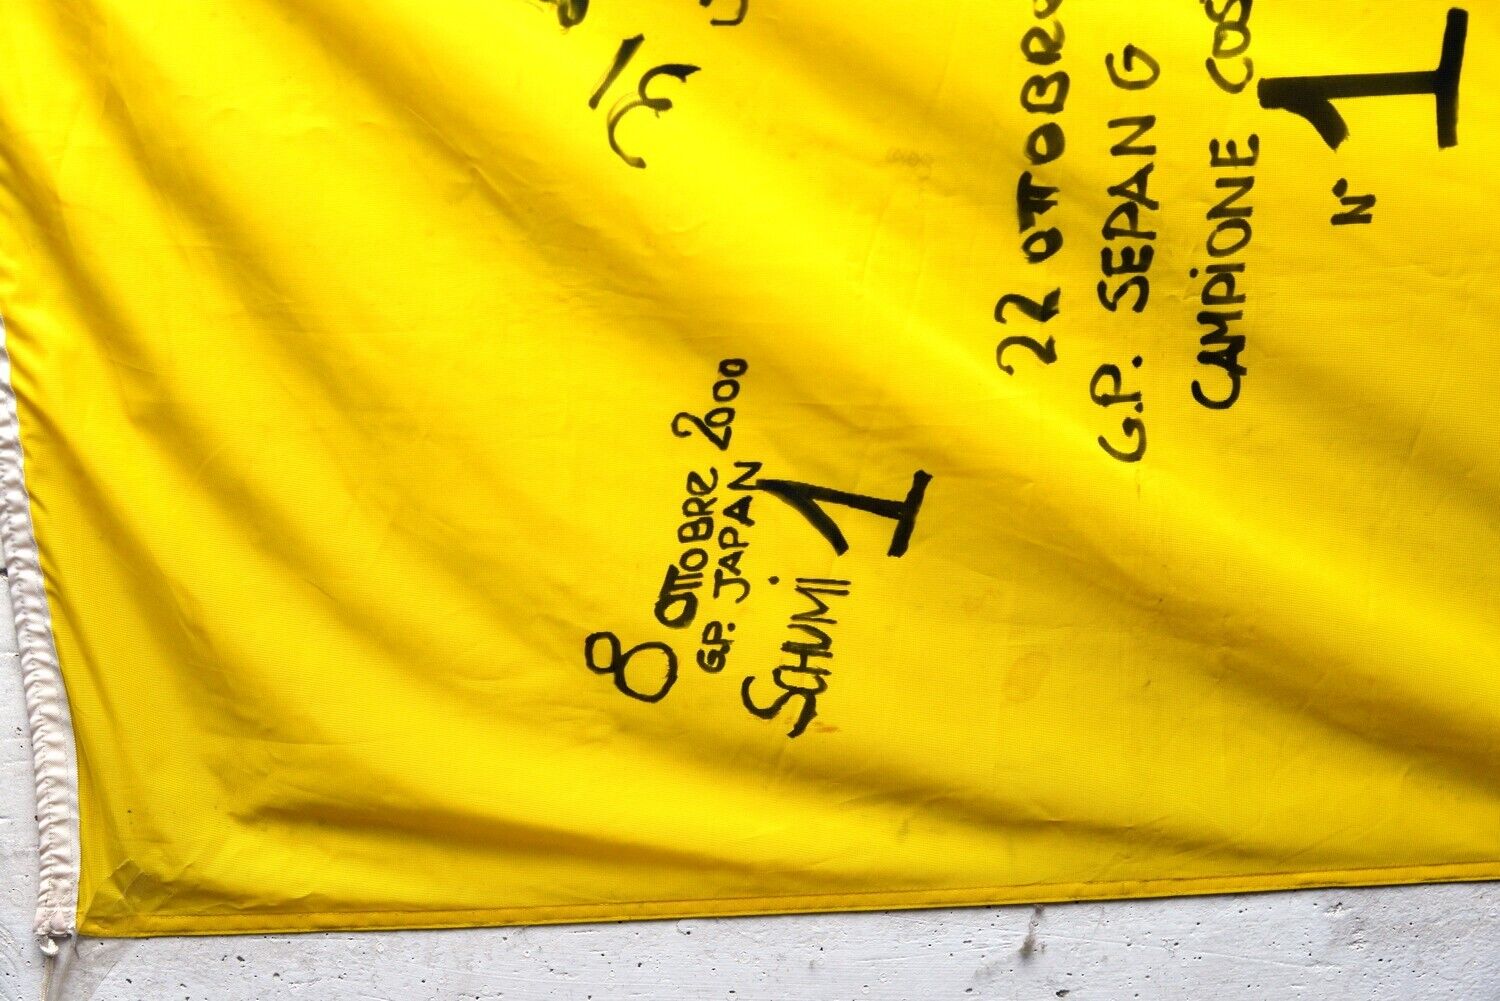 8 OTTOBRE 2000
G.P. JAPAN
SCHUMI 1
22 OTTOBRE
G.P. SEPANG
CAMPIONE
N° 1